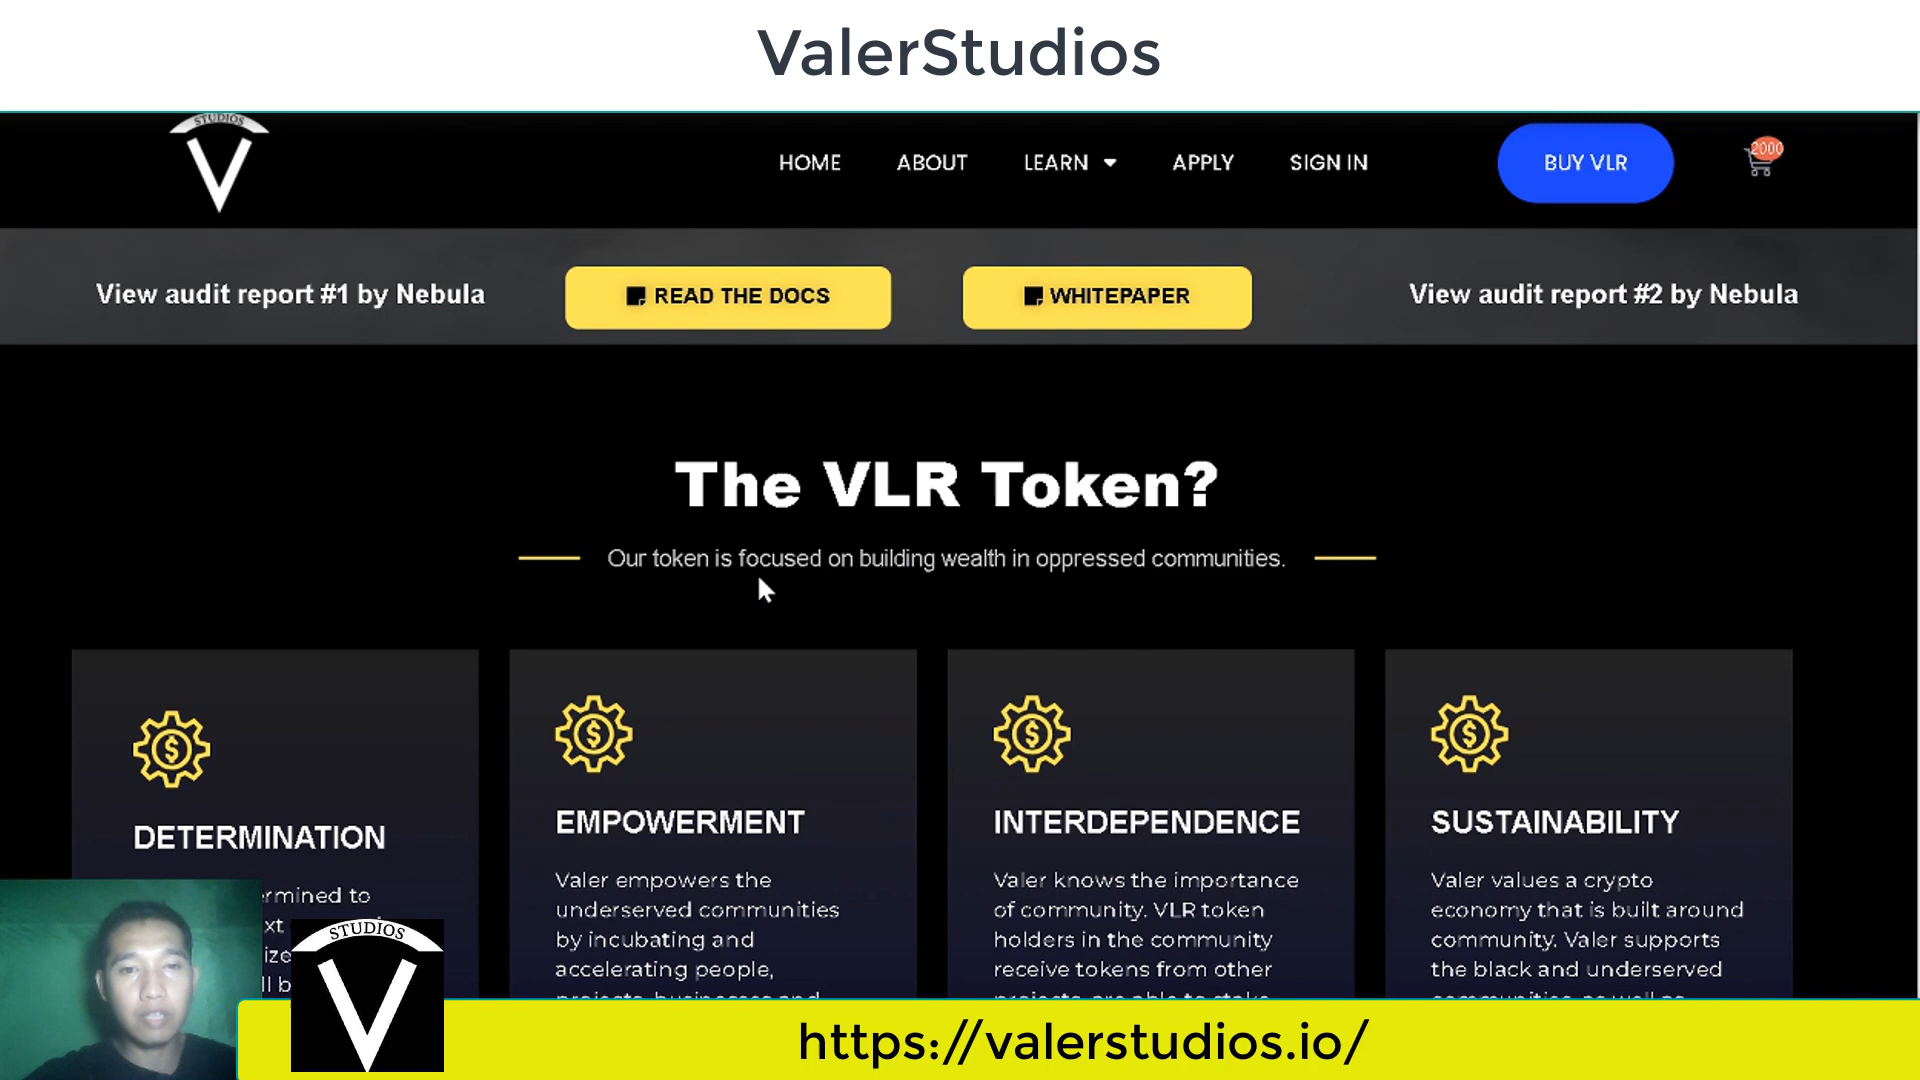 ValerStudios
STUDIOS
V
HOME ABOUT LEARN APPLY SIGN IN BUY VLR 2000
View audit report #1 by Nebula READ THE DOCS WHITEPAPER View audit report #2 by Nebula
The VLR Token?
Our token is focused on building wealth in oppressed communities.
DETERMINATION
EMPOWERMENT
Valer empowers the
underserved communities
by incubating and
accelerating people,
INTERDEPENDENCE
Valer knows the importance
of community. VLR token
holders in the community
receive tokens from other
SUSTAINABILITY
Valer values a crypto
economy that is built around
community. Valer supports
the black and underserved
STUDIOS
V
https://valerstudios.io/